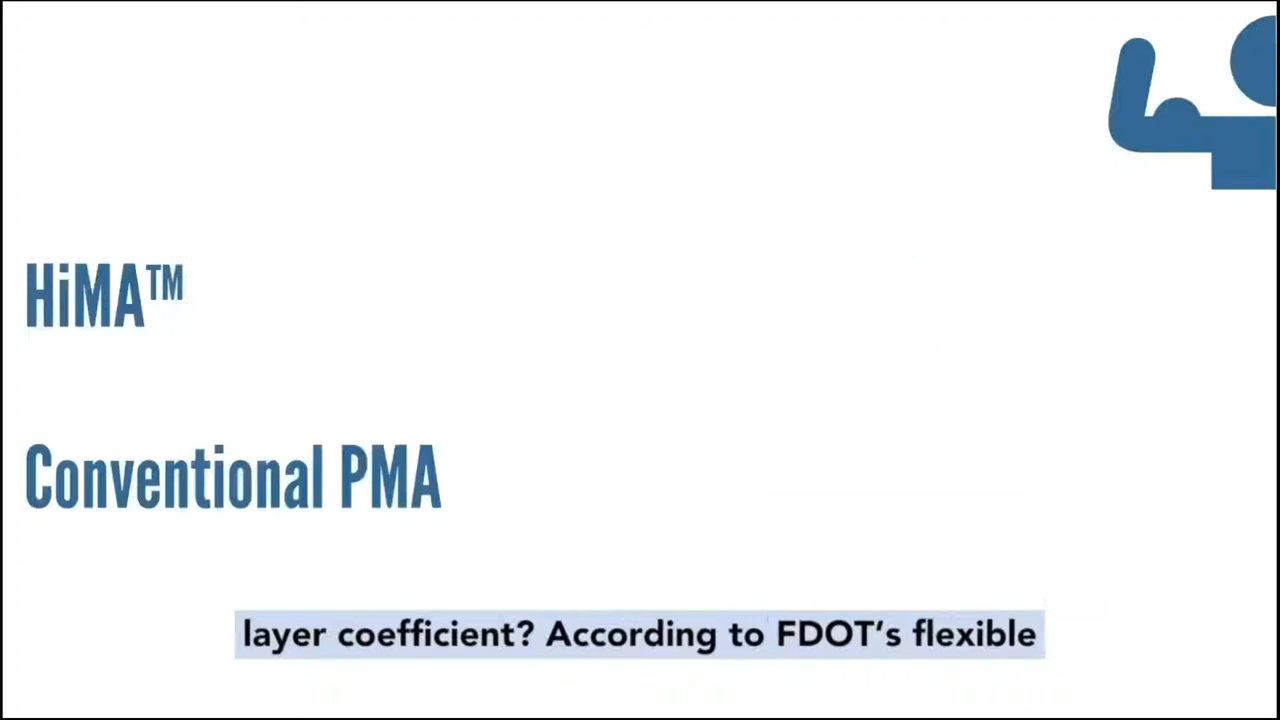 HiMA™
Conventional PMA
layer coefficient? According to FDOT’s flexible